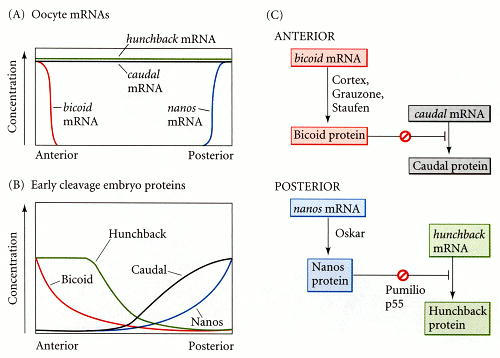 (A) Oocyte mRNAs
hunchback mRNA
caudal
mRNA
bicoid
mRNA
nanos
mRNA
Concentration
Anterior
Posterior
(B) Early cleavage embryo proteins
Hunchback
Caudal
Bicoid
Nanos
Concentration
Anterior
Posterior
(C)
ANTERIOR
bicoid mRNA
Cortex,
Grauzone,
Staufen
caudal mRNA
Bicoid protein
Caudal protein
POSTERIOR
nanos mRNA
hunchback
mRNA
Oskar
Nanos
protein
Pumilio
p55
Hunchback
protein